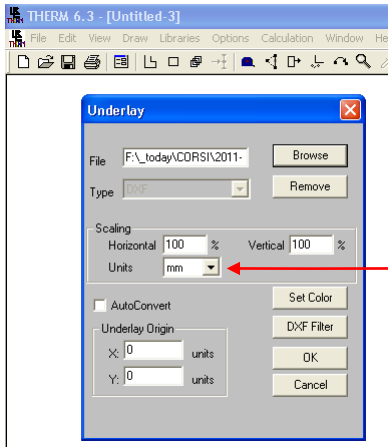 THERM 6.3 - [Untitled-3]
File Edit View Draw Libraries Options Calculation Window He
Underlay
File F:\_today\CORSI\2011- Browse
Type DXF Remove
Scaling
Horizontal 100 % Vertical 100 %
Units mm
AutoConvert Set Color
Underlay Origin DXF Filter
X: 0 units OK
Y: 0 units Cancel